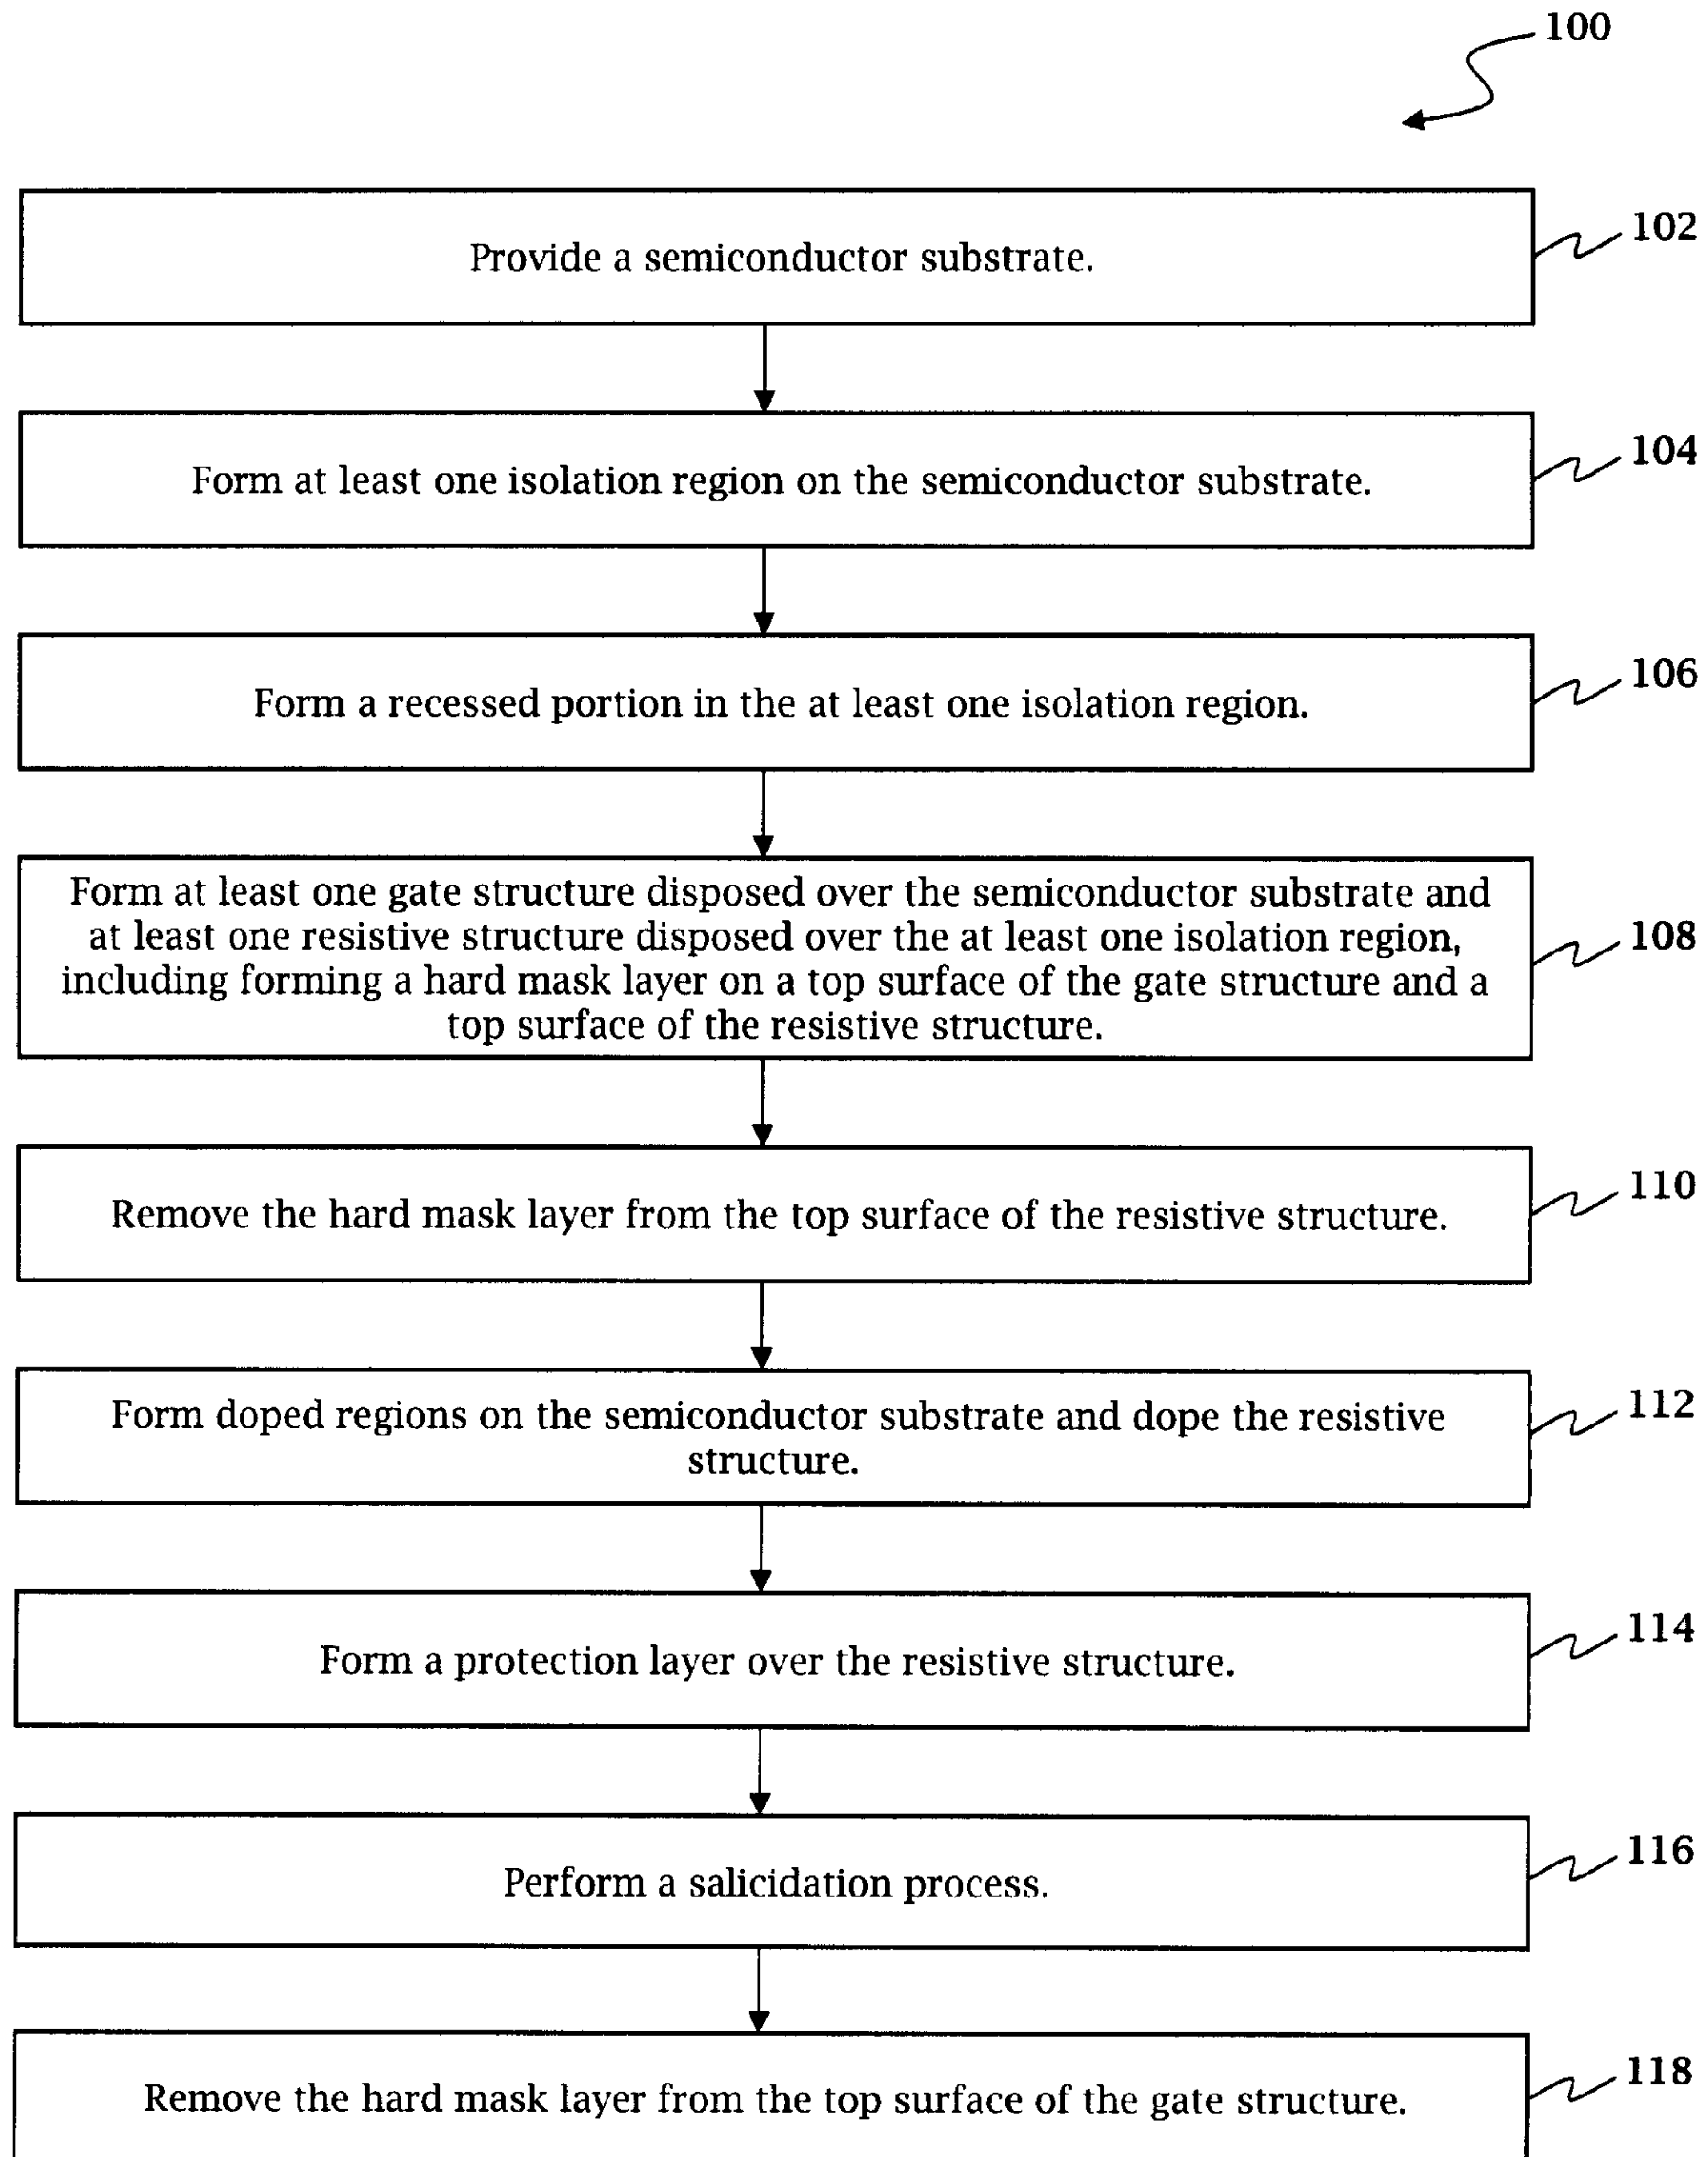 100
Provide a semiconductor substrate.
102
Form at least one isolation region on the semiconductor substrate.
104
Form a recessed portion in the at least one isolation region.
106
Form at least one gate structure disposed over the semiconductor substrate and
at least one resistive structure disposed over the at least one isolation region,
including forming a hard mask layer on a top surface of the gate structure and a
top surface of the resistive structure.
108
Remove the hard mask layer from the top surface of the resistive structure.
110
Form doped regions on the semiconductor substrate and dope the resistive
structure.
112
Form a protection layer over the resistive structure.
114
Perform a salicidation process.
116
Remove the hard mask layer from the top surface of the gate structure.
118